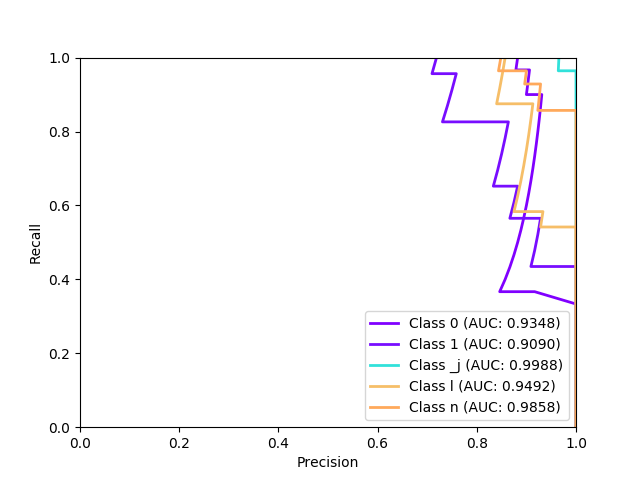 1.0
0.8
0.6
0.4
0.2
0.0
Recall
Class 0 (AUC: 0.9348)
Class 1 (AUC: 0.9090)
Class _j (AUC: 0.9988)
Class l (AUC: 0.9492)
Class n (AUC: 0.9858)
0.0 0.2 0.4 0.6 0.8 1.0
Precision